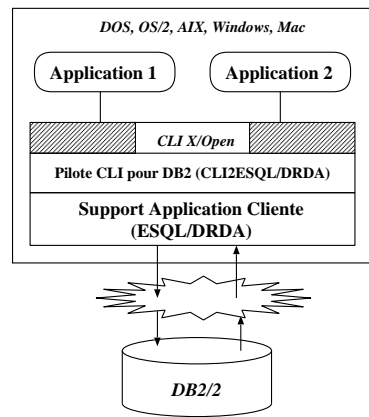 DOS, OS/2, AIX, Windows, Mac
Application 1
Application 2
CLI X/Open
Pilote CLI pour DB2 (CLI2ESQL/DRDA)
Support Application Cliente
(ESQL/DRDA)
DB2/2